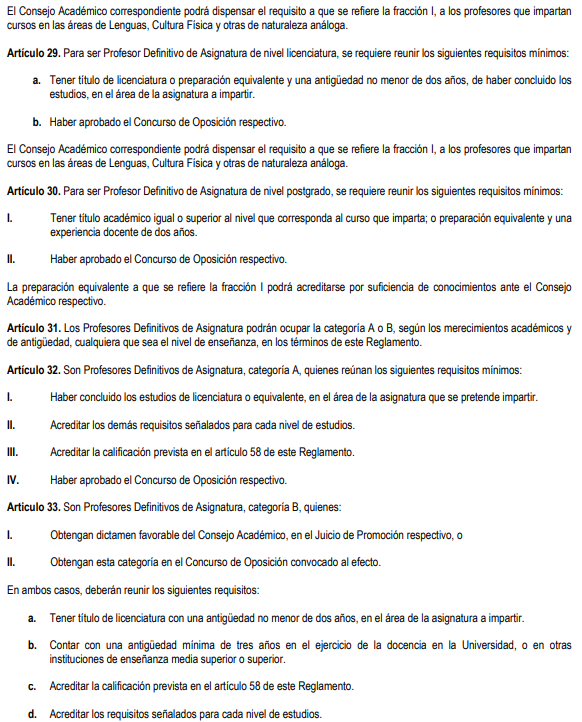 El Consejo Académico correspondiente podrá dispensar el requisito a que se refiere la fracción I, a los profesores que impartan
cursos en las áreas de Lenguas, Cultura Física y otras de naturaleza análoga.
Artículo 29. Para ser Profesor Definitivo de Asignatura de nivel licenciatura, se requiere reunir los siguientes requisitos mínimos:
a. Tener título de licenciatura o preparación equivalente y una antigüedad no menor de dos años, de haber concluido los
estudios, en el área de la asignatura a impartir.
b. Haber aprobado el Concurso de Oposición respectivo.
El Consejo Académico correspondiente podrá dispensar el requisito a que se refiere la fracción I, a los profesores que impartan
cursos en las áreas de Lenguas, Cultura Física y otras de naturaleza análoga.
Artículo 30. Para ser Profesor Definitivo de Asignatura de nivel postgrado, se requiere reunir los siguientes requisitos mínimos:
I. Tener título académico igual o superior al nivel que corresponda al curso que imparta; o preparación equivalente y una
experiencia docente de dos años.
II. Haber aprobado el Concurso de Oposición respectivo.
La preparación equivalente a que se refiere la fracción I podrá acreditarse por suficiencia de conocimientos ante el Consejo
Académico respectivo.
Artículo 31. Los Profesores Definitivos de Asignatura podrán ocupar la categoría A o B, según los merecimientos académicos y
de antigüedad, cualquiera que sea el nivel de enseñanza, en los términos de este Reglamento.
Artículo 32. Son Profesores Definitivos de Asignatura, categoría A, quienes reúnan los siguientes requisitos mínimos:
I. Haber concluido los estudios de licenciatura o equivalente, en el área de la asignatura que se pretende impartir.
II. Acreditar los demás requisitos señalados para cada nivel de estudios.
III. Acreditar la calificación prevista en el artículo 58 de este Reglamento.
IV. Haber aprobado el Concurso de Oposición respectivo.
Artículo 33. Son Profesores Definitivos de Asignatura, categoría B, quienes:
I. Obtengan dictamen favorable del Consejo Académico, en el Juicio de Promoción respectivo, o
II. Obtengan esta categoría en el Concurso de Oposición convocado al efecto.
En ambos casos, deberán reunir los siguientes requisitos:
a. Tener título de licenciatura con una antigüedad no menor de dos años, en el área de la asignatura a impartir.
b. Contar con una antigüedad mínima de tres años en el ejercicio de la docencia en la Universidad, o en otras
instituciones de enseñanza media superior o superior.
c. Acreditar la calificación prevista en el artículo 58 de este Reglamento.
d. Acreditar los requisitos señalados para cada nivel de estudios.